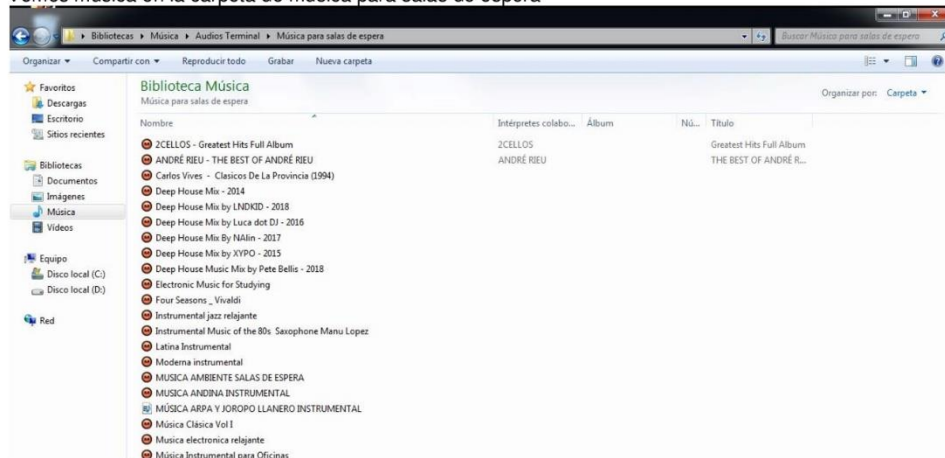 Vemos música en la carpeta de música para salas de espera
Bibliotecas ▸ Música ▸ Audios Terminal ▸ Música para salas de espera
Buscar Música para salas de espera
Organizar
Compartir con
Reproducir todo
Grabar
Nueva carpeta
Favoritos
Descargas
Escritorio
Sitios recientes
Bibliotecas
Documentos
Imágenes
Música
Vídeos
Equipo
Disco local (C:)
Disco local (D:)
Red
Biblioteca Música
Música para salas de espera
Organizar por: Carpeta
Nombre Intérpretes colabo... Álbum Nú... Título
2CELLOS - Greatest Hits Full Album 2CELLOS Greatest Hits Full Album
ANDRÉ RIEU - THE BEST OF ANDRÉ RIEU ANDRÉ RIEU THE BEST OF ANDRÉ R...
Carlos Vives - Clasicos De La Provincia (1994)
Deep House Mix - 2014
Deep House Mix by LNDKID - 2018
Deep House Mix by Luca dot DJ - 2016
Deep House Mix By NAlin - 2017
Deep House Mix by XYPO - 2015
Deep House Music Mix by Pete Bellis - 2018
Electronic Music for Studying
Four Seasons _ Vivaldi
Instrumental jazz relajante
Instrumental Music of the 80s Saxophone Manu Lopez
Latina Instrumental
Moderna instrumental
MUSICA AMBIENTE SALAS DE ESPERA
MUSICA ANDINA INSTRUMENTAL
MÚSICA ARPA Y JOROPO LLANERO INSTRUMENTAL
Música Clásica Vol I
Musica electronica relajante
Música Instrumental para Oficinas